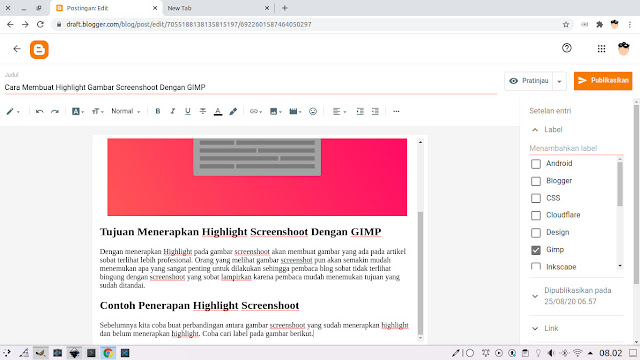 Postingan: Edit
New Tab
draft.blogger.com/blog/post/edit/7055188138135815197/6922601587464050297
Judul
Cara Membuat Highlight Gambar Screenshoot Dengan GIMP
Pratinjau
Publikasikan
Normal
Setelan entri
Label
Menambahkan label
Android
Blogger
CSS
Cloudflare
Design
Gimp
Inkscape
Tujuan Menerapkan Highlight Screenshoot Dengan GIMP
Dengan menerapkan Highlight pada gambar screenshoot akan membuat gambar yang ada pada artikel
sobat terlihat lebih profesional. Orang yang melihat gambar screenshot pun akan semakin mudah
menemukan apa yang sangat penting untuk dilakukan sehingga pembaca blog sobat tidak terlihat
bingung dengan screenshoot yang sobat lampirkan karena pembaca mudah menemukan tujuan yang
sudah ditandai.
Contoh Penerapan Highlight Screenshoot
Sebelumnya kita coba buat perbandingan antara gambar screenshoot yang sudah menerapkan highlight
dan belum menerapkan highlight. Coba cari label pada gambar berikut.
Dipublikasikan pada
25/08/20 06.57
Link
08.02